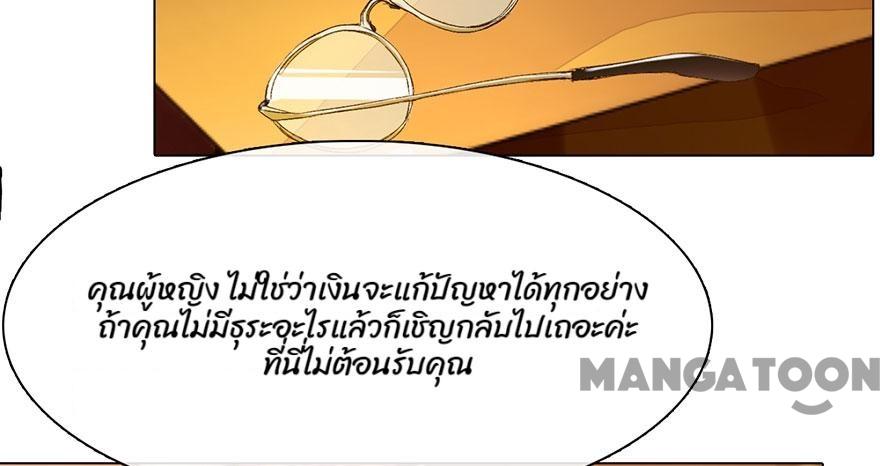 คุณผู้หญิง ไม่ใช่ว่าเงินจะแก้ปัญหาได้ทุกอย่าง
ถ้าคุณไม่มีธุระอะไรแล้วก็เชิญกลับไปเถอะค่ะ
ที่นี่ไม่ต้อนรับคุณ
MANGATOON